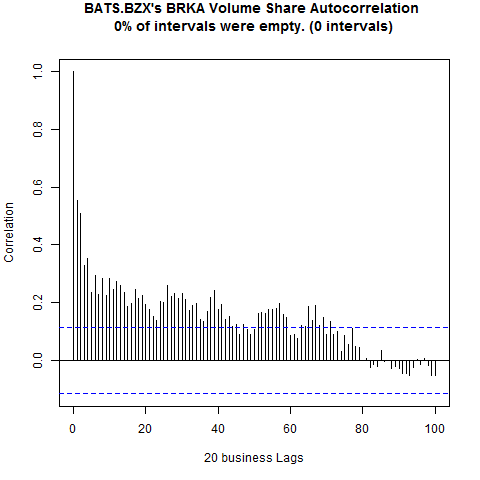 BATS.BZX's BRKA Volume Share Autocorrelation
0% of intervals were empty. (0 intervals)
1.0
0.8
0.6
0.4
0.2
0.0
Correlation
0 20 40 60 80 100
20 business Lags